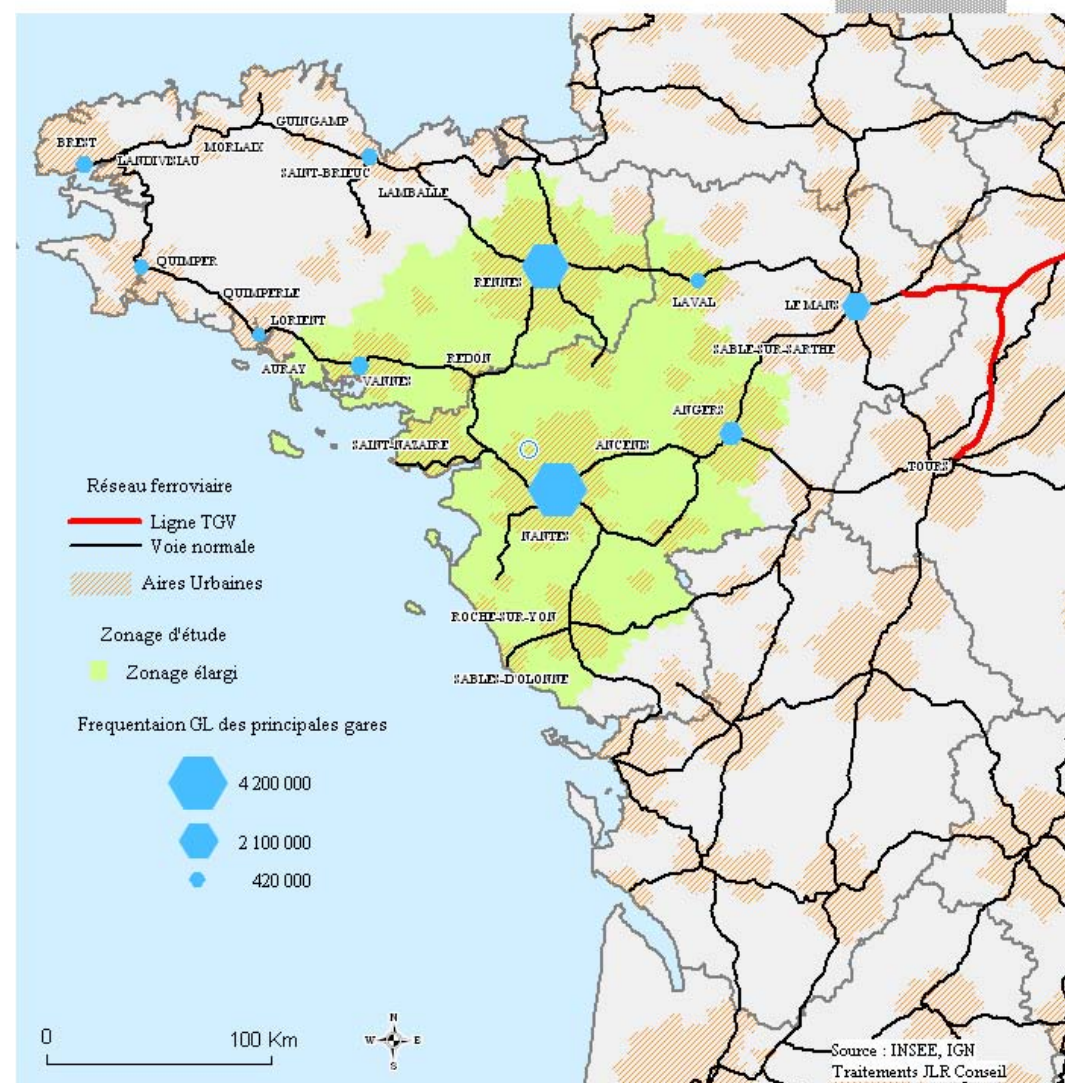 GUINGAMP
BREST
MORLAIX
LANDIVISIAU
SAINT-BRIEUC
LAMBALLE
QUIMPER
RENNES
LAVAL
LE MANS
QUIMPERLE
LORIENT
SABLE-SUR-SARTHE
REDON
AURAY
VANNES
ANGERS
SAINT-NAZAIRE
ANCENIS
TOURS
NANTES
ROCHE-SUR-YON
SABLES-D'OLONNE
Réseau ferroviaire
Ligne TGV
Voie normale
Aires Urbaines
Zonage d'étude
Zonage élargi
Frequentaion GL des principales gares
4 200 000
2 100 000
420 000
0 100 Km
N
W E
S
Source : INSEE, IGN
Traitements JLR Conseil